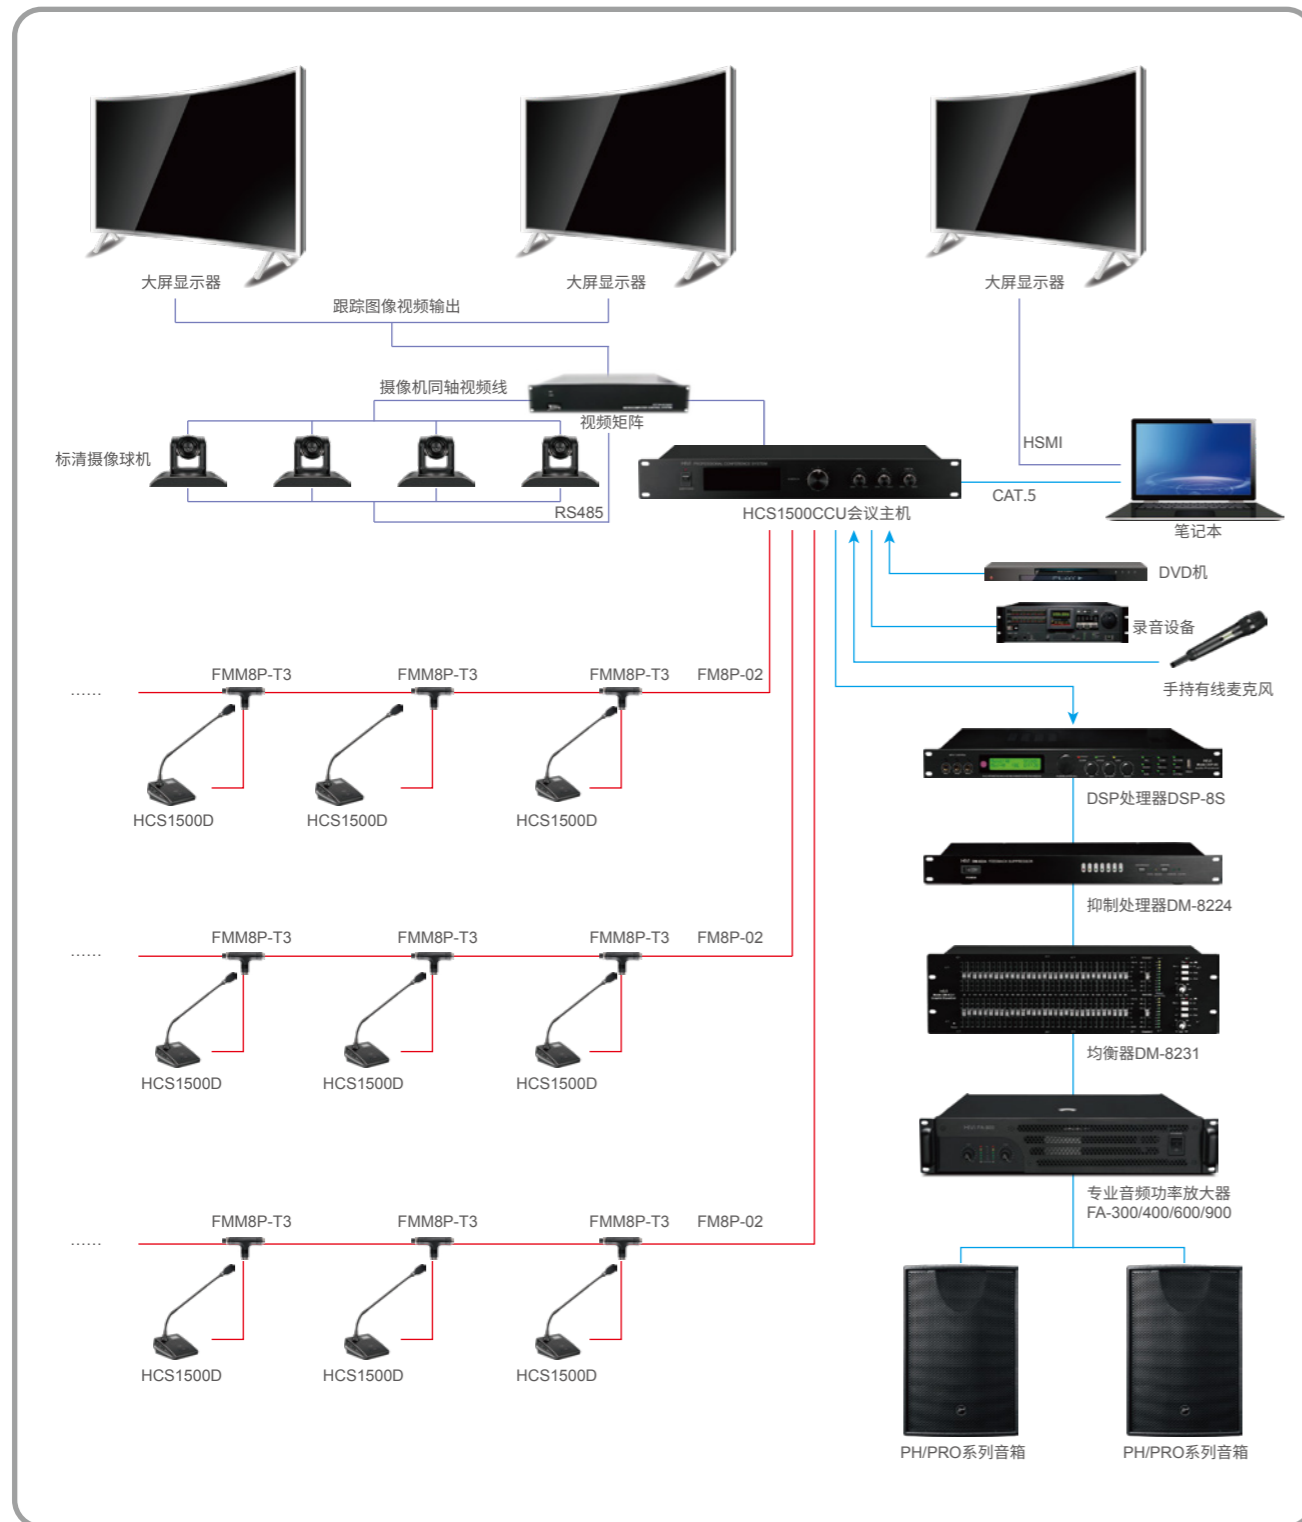 大屏显示器
大屏显示器
大屏显示器
跟踪图像视频输出
摄像机同轴视频线
视频矩阵
标清摄像球机
RS485
HSMI
CAT.5
HCS1500CCU会议主机
笔记本
DVD机
录音设备
手持有线麦克风
...... FMM8P-T3 FMM8P-T3 FMM8P-T3 FM8P-02
HCS1500D HCS1500D HCS1500D
DSP处理器DSP-8S
抑制处理器DM-8224
...... FMM8P-T3 FMM8P-T3 FMM8P-T3 FM8P-02
HCS1500D HCS1500D HCS1500D
均衡器DM-8231
专业音频功率放大器
FA-300/400/600/900
...... FMM8P-T3 FMM8P-T3 FMM8P-T3 FM8P-02
HCS1500D HCS1500D HCS1500D
PH/PRO系列音箱 PH/PRO系列音箱